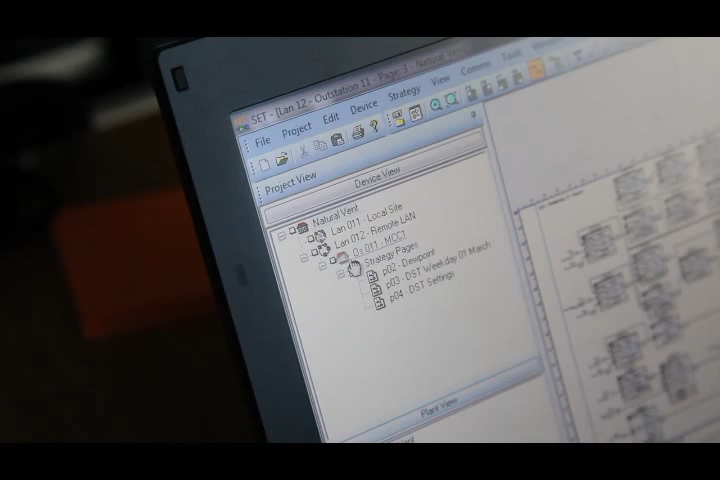 SET - [Lan 12 - Outstation 11 - Page: 3 - Natural Vent
File Project Edit Device Strategy View Comms Tools
Project View
Device View
Natural Vent
Lan 011 - Local Site
Lan 012 - Remote LAN
Os 011 - MCC1
Strategy Pages
p02 - Dewpoint
p03 - DST Weekday 01 March
p04 - DST Settings
Plant View